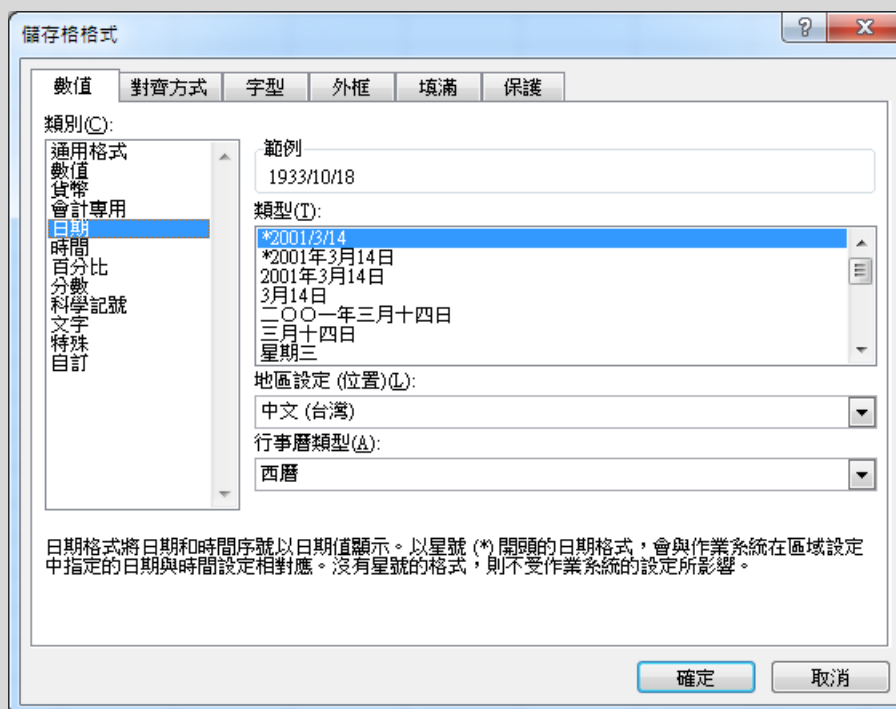 儲存格格式
數值 對齊方式 字型 外框 填滿 保護
類別(C):
通用格式
數值
貨幣
會計專用
日期
時間
百分比
分數
科學記號
文字
特殊
自訂
範例
1933/10/18
類型(T):
*2001/3/14
*2001年3月14日
2001年3月14日
3月14日
二〇〇一年三月十四日
三月十四日
星期三
地區設定 (位置)(L):
中文 (台灣)
行事曆類型(A):
西曆
日期格式將日期和時間序號以日期值顯示。以星號 (*) 開頭的日期格式，會與作業系統在區域設定
中指定的日期與時間設定相對應。沒有星號的格式，則不受作業系統的設定所影響。
確定 取消